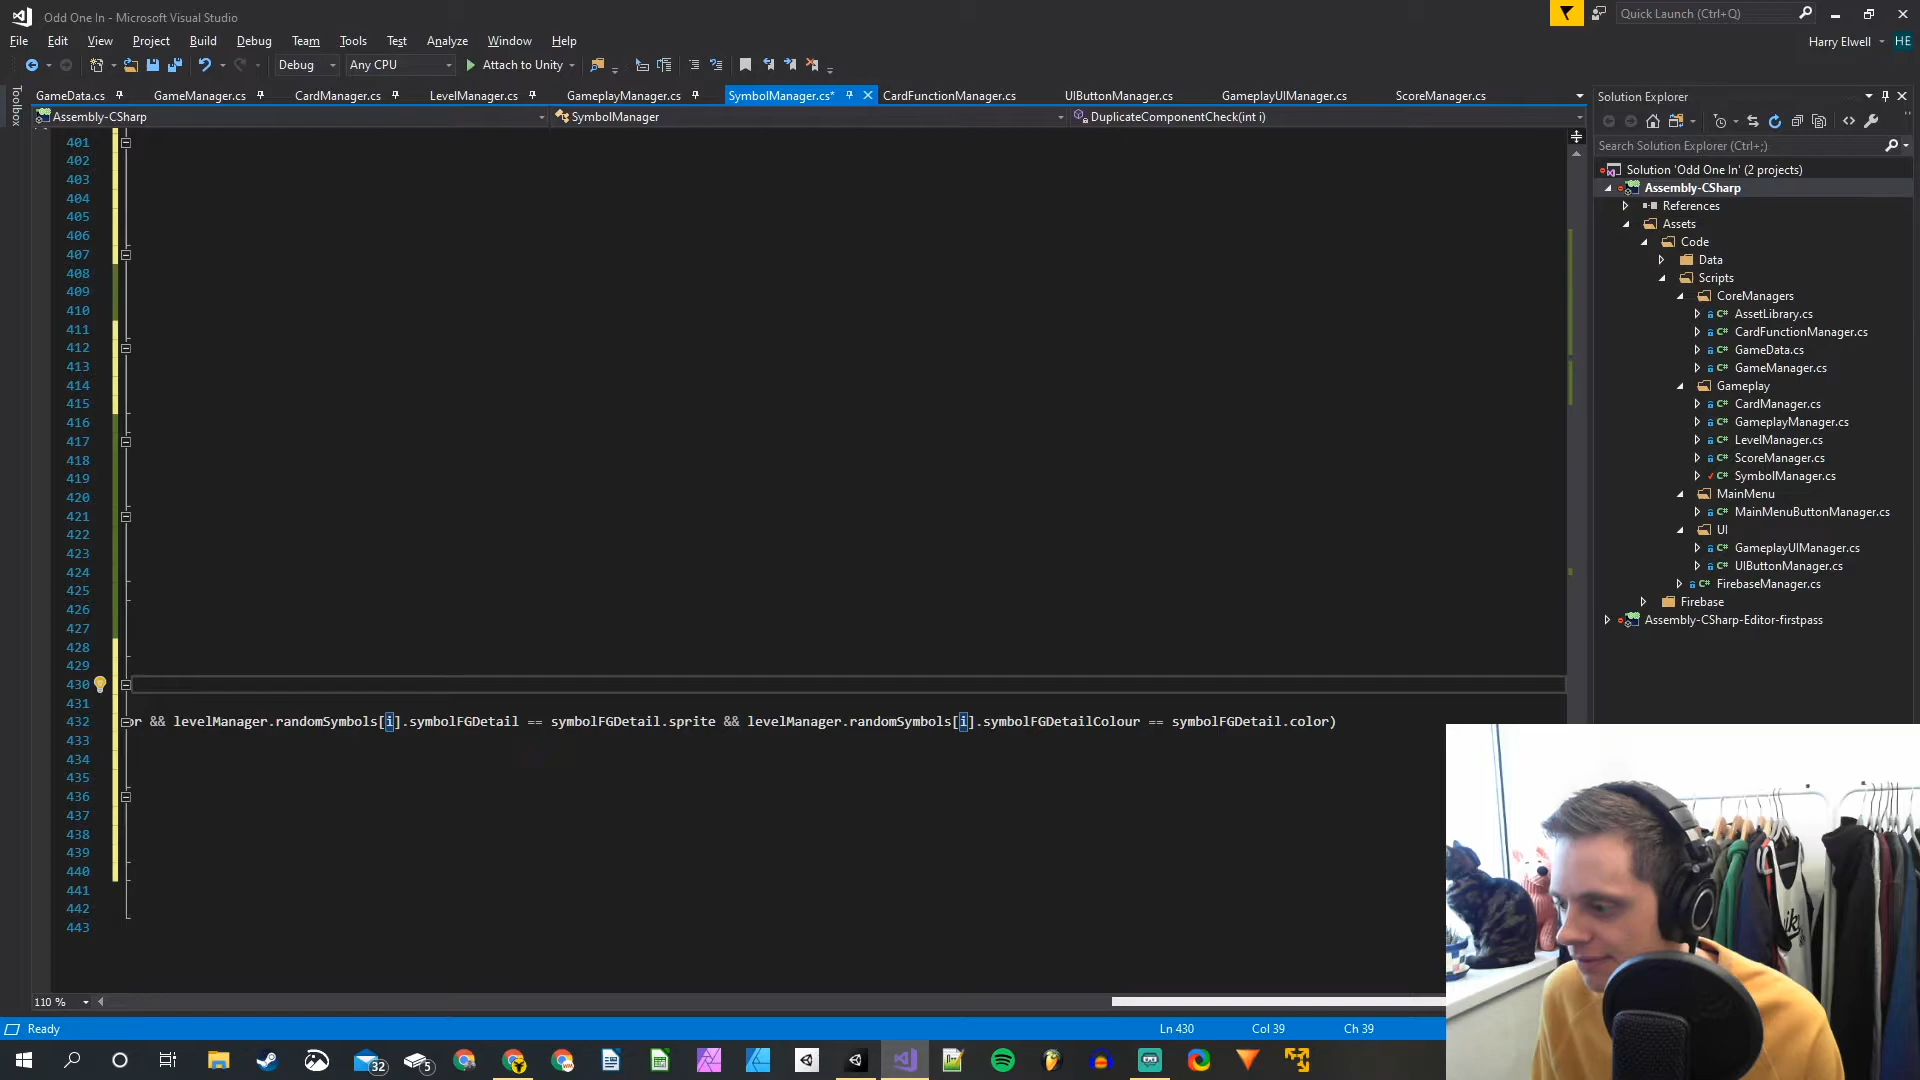 Odd One In - Microsoft Visual Studio
Quick Launch (Ctrl+Q)
File Edit View Project Build Debug Team Tools Test Analyze Window Help
Harry Elwell HE
Debug Any CPU Attach to Unity
Toolbox
GameData.cs GameManager.cs CardManager.cs LevelManager.cs GameplayManager.cs SymbolManager.cs* CardFunctionManager.cs UIButtonManager.cs GameplayUIManager.cs ScoreManager.cs
Assembly-CSharp SymbolManager DuplicateComponentCheck(int i)
Solution Explorer
Search Solution Explorer (Ctrl+;)
Solution 'Odd One In' (2 projects)
Assembly-CSharp
References
Assets
Code
Data
Scripts
CoreManagers
AssetLibrary.cs
CardFunctionManager.cs
GameData.cs
GameManager.cs
Gameplay
CardManager.cs
GameplayManager.cs
LevelManager.cs
ScoreManager.cs
SymbolManager.cs
MainMenu
MainMenuButtonManager.cs
UI
GameplayUIManager.cs
UIButtonManager.cs
FirebaseManager.cs
Firebase
Assembly-CSharp-Editor-firstpass
401
402
403
404
405
406
407
408
409
410
411
412
413
414
415
416
417
418
419
420
421
422
423
424
425
426
427
428
429
430
431
432 or && levelManager.randomSymbols[i].symbolFGDetail == symbolFGDetail.sprite && levelManager.randomSymbols[i].symbolFGDetailColour == symbolFGDetail.color)
433
434
435
436
437
438
439
440
441
442
443
110 %
Ready Ln 430 Col 39 Ch 39
32 5